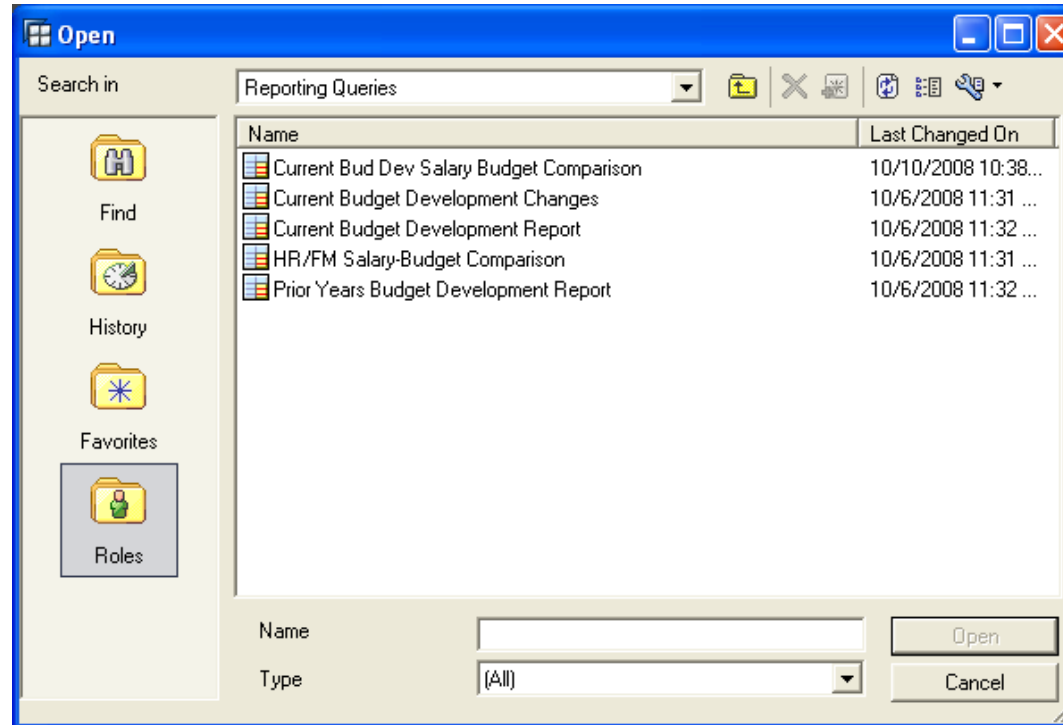 Open
Search in
Reporting Queries
Name Last Changed On
Current Bud Dev Salary Budget Comparison 10/10/2008 10:38...
Current Budget Development Changes 10/6/2008 11:31 ...
Current Budget Development Report 10/6/2008 11:32 ...
HR/FM Salary-Budget Comparison 10/6/2008 11:31 ...
Prior Years Budget Development Report 10/6/2008 11:32 ...
Find
History
Favorites
Roles
Name
Open
Type (All)
Cancel